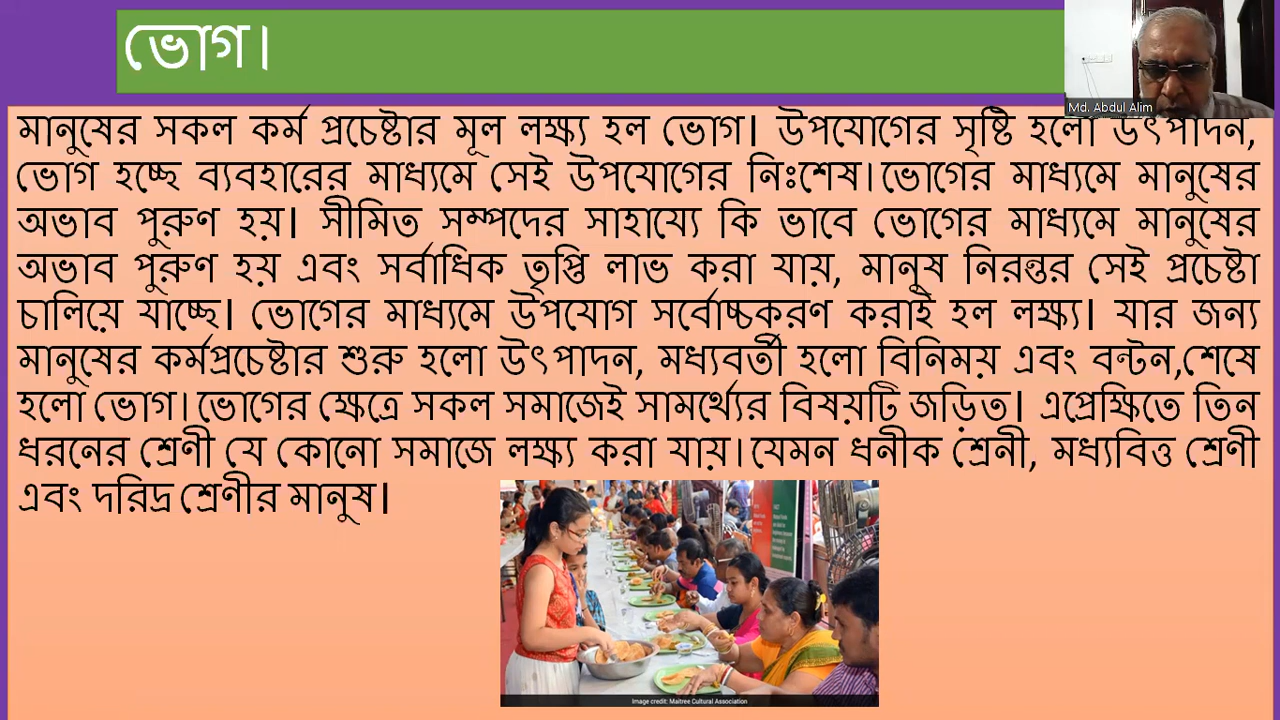 ভোগ।
Md. Abdul Alim
মানুষের সকল কর্ম প্রচেষ্টার মূল লক্ষ্য হল ভোগ। উপযোগের সৃষ্টি হলো উৎপাদন,
ভোগ হচ্ছে ব্যবহারের মাধ্যমে সেই উপযোগের নিঃশেষ।ভোগের মাধ্যমে মানুষের
অভাব পুরুণ হয়। সীমিত সম্পদের সাহায্যে কি ভাবে ভোগের মাধ্যমে মানুষের
অভাব পুরুণ হয় এবং সর্বাধিক তৃপ্তি লাভ করা যায়, মানুষ নিরন্তর সেই প্রচেষ্টা
চালিয়ে যাচ্ছে। ভোগের মাধ্যমে উপযোগ সর্বোচ্চকরণ করাই হল লক্ষ্য। যার জন্য
মানুষের কর্মপ্রচেষ্টার শুরু হলো উৎপাদন, মধ্যবর্তী হলো বিনিময় এবং বন্টন,শেষে
হলো ভোগ।ভোগের ক্ষেত্রে সকল সমাজেই সামর্থ্যের বিষয়টি জড়িত। এপ্রেক্ষিতে তিন
ধরনের শ্রেণী যে কোনো সমাজে লক্ষ্য করা যায়।যেমন ধনীক শ্রেনী, মধ্যবিত্ত শ্রেণী
এবং দরিদ্র শ্রেণীর মানুষ।
Image credit: Maitree Cultural Association